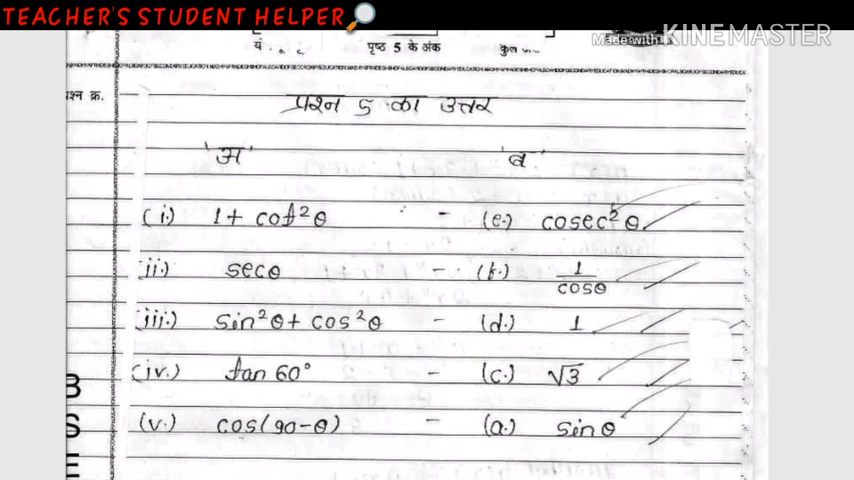 TEACHER'S STUDENT HELPER
Made with KINEMASTER
पृष्ठ 5 के अंक
प्रश्न क्र.
प्रश्न 5 का उत्तर
'अ' 'ब'
(i.) 1 + cot²θ - (e.) cosec²θ
(ii.) secθ - (b.) 1/cosθ
(iii.) sin²θ + cos²θ - (d.) 1
(iv.) tan 60° - (c.) √3
(v.) cos(90-θ) - (a.) sinθ
B
S
E